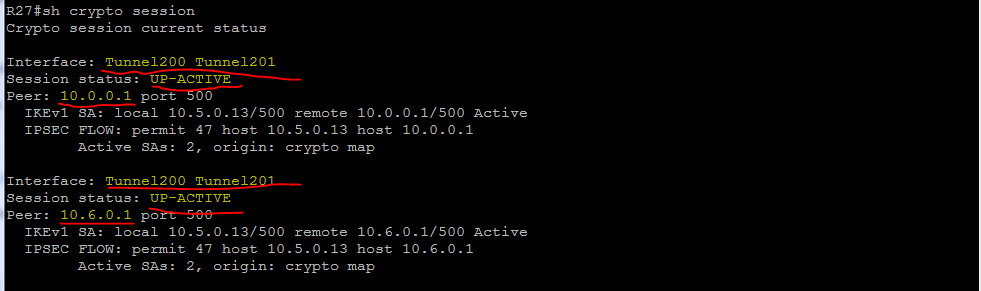 R27#sh crypto session
Crypto session current status
Interface: Tunnel200 Tunnel201
Session status: UP-ACTIVE
Peer: 10.0.0.1 port 500
IKEv1 SA: local 10.5.0.13/500 remote 10.0.0.1/500 Active
IPSEC FLOW: permit 47 host 10.5.0.13 host 10.0.0.1
Active SAs: 2, origin: crypto map
Interface: Tunnel200 Tunnel201
Session status: UP-ACTIVE
Peer: 10.6.0.1 port 500
IKEv1 SA: local 10.5.0.13/500 remote 10.6.0.1/500 Active
IPSEC FLOW: permit 47 host 10.5.0.13 host 10.6.0.1
Active SAs: 2, origin: crypto map